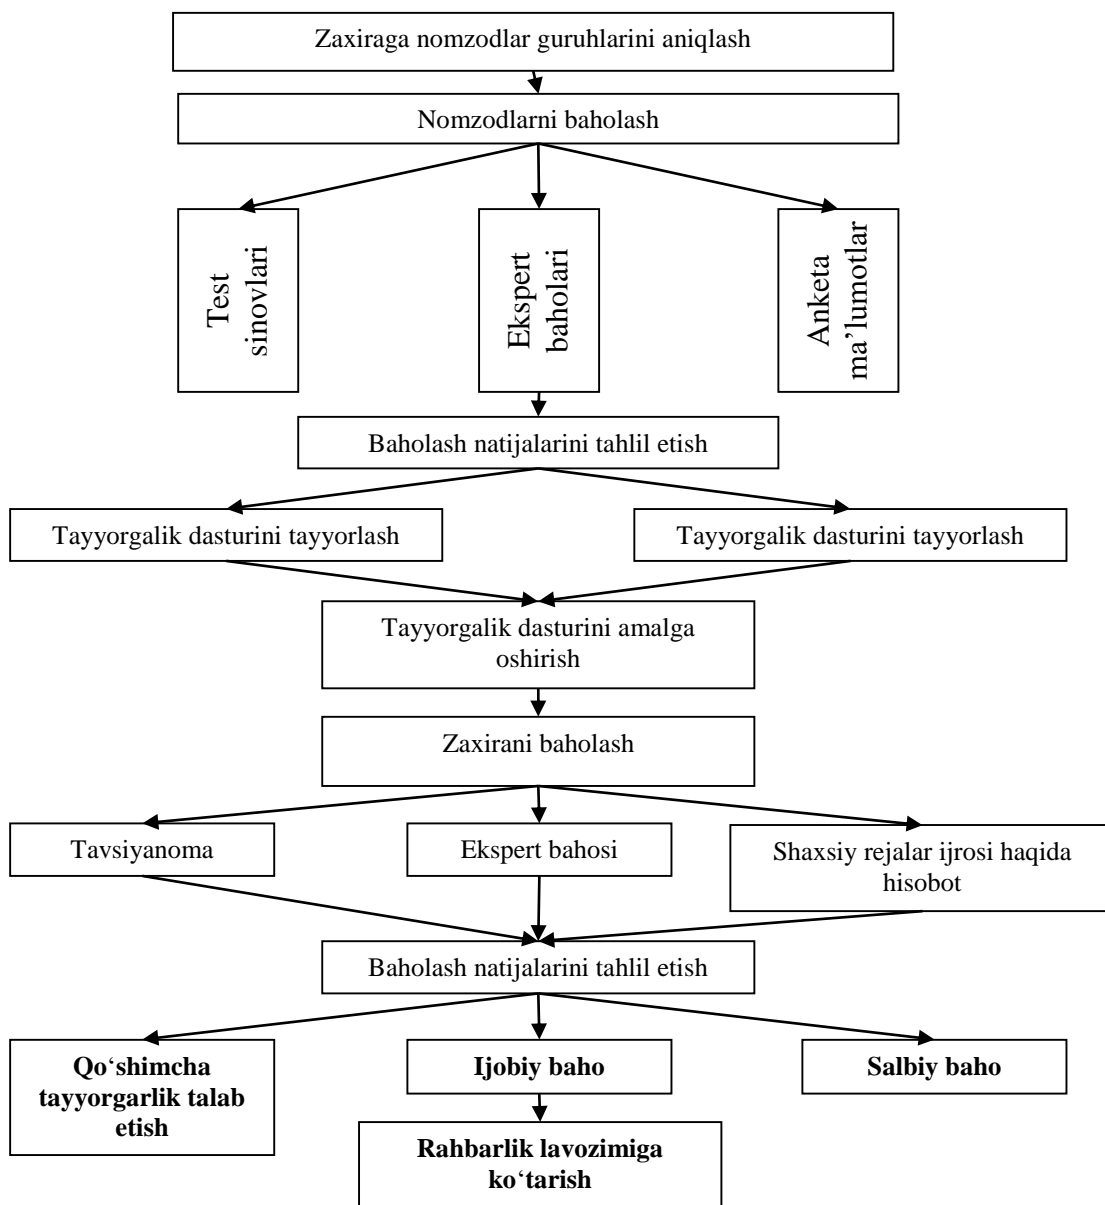 Zaxiraga nomzodlar guruhlarini aniqlash
Nomzodlarni baholash
Test
sinovlari
Ekspert
baholari
Anketa
ma’lumotlar
Baholash natijalarini tahlil etish
Tayyorgalik dasturini tayyorlash
Tayyorgalik dasturini tayyorlash
Tayyorgalik dasturini amalga
oshirish
Zaxirani baholash
Tavsiyanoma
Ekspert bahosi
Shaxsiy rejalar ijrosi haqida
hisobot
Baholash natijalarini tahlil etish
Qo‘shimcha
tayyorgarlik talab
etish
Ijobiy baho
Salbiy baho
Rahbarlik lavozimiga
ko‘tarish